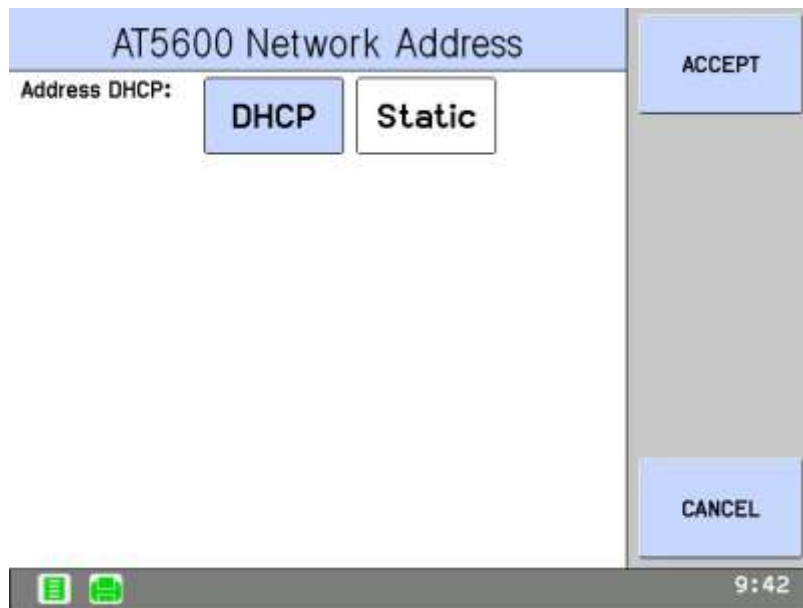 AT5600 Network Address
ACCEPT
Address DHCP:
DHCP
Static
CANCEL
9:42